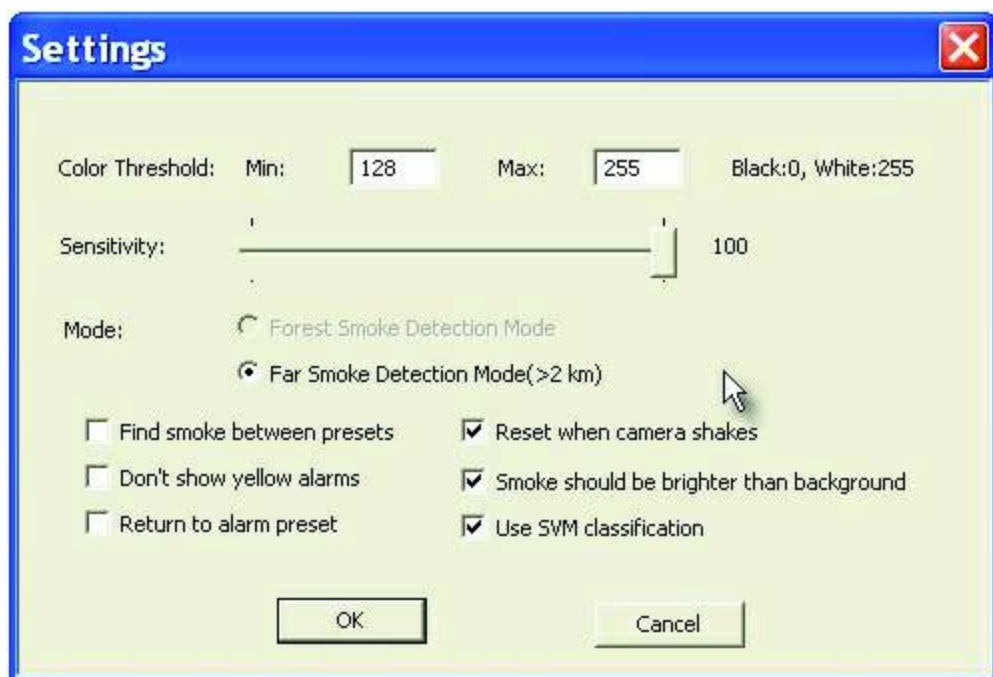 Settings
Color Threshold: Min: 128 Max: 255 Black:0, White:255
Sensitivity: 100
Mode: Forest Smoke Detection Mode
Far Smoke Detection Mode(>2 km)
Find smoke between presets Reset when camera shakes
Don't show yellow alarms Smoke should be brighter than background
Return to alarm preset Use SVM classification
OK Cancel